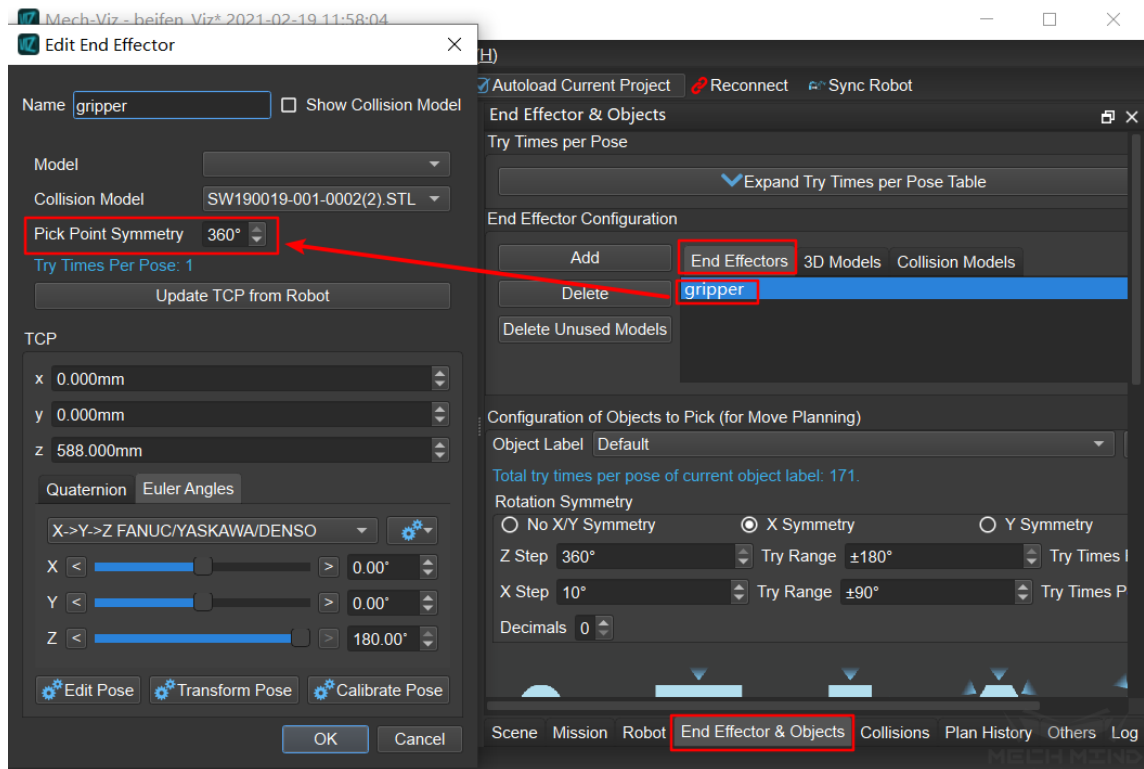 Mech-Viz - beifen_Viz* 2021-02-19 11:58:04
Edit End Effector
(H)
Autoload Current Project Reconnect Sync Robot
Name gripper Show Collision Model
Model
Collision Model SW190019-001-0002(2).STL
Pick Point Symmetry 360°
Try Times Per Pose: 1
Update TCP from Robot
TCP
x 0.000mm
y 0.000mm
z 588.000mm
Quaternion Euler Angles
X->Y->Z FANUC/YASKAWA/DENSO
X < > 0.00°
Y < > 0.00°
Z < > 180.00°
Edit Pose Transform Pose Calibrate Pose
OK Cancel
End Effector & Objects
Try Times per Pose
Expand Try Times per Pose Table
End Effector Configuration
Add
Delete
Delete Unused Models
End Effectors 3D Models Collision Models
gripper
Configuration of Objects to Pick (for Move Planning)
Object Label Default
Total try times per pose of current object label: 171.
Rotation Symmetry
No X/Y Symmetry X Symmetry Y Symmetry
Z Step 360° Try Range ±180° Try Times
X Step 10° Try Range ±90° Try Times P
Decimals 0
Scene Mission Robot End Effector & Objects Collisions Plan History Others Log
MECH MIND